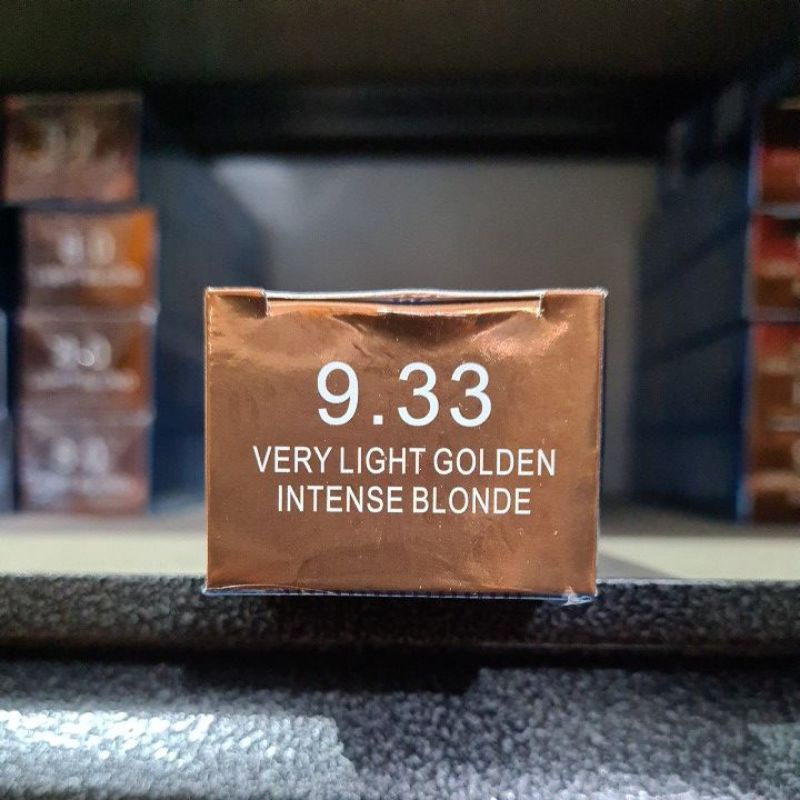 9.33
VERY LIGHT GOLDEN
INTENSE BLONDE